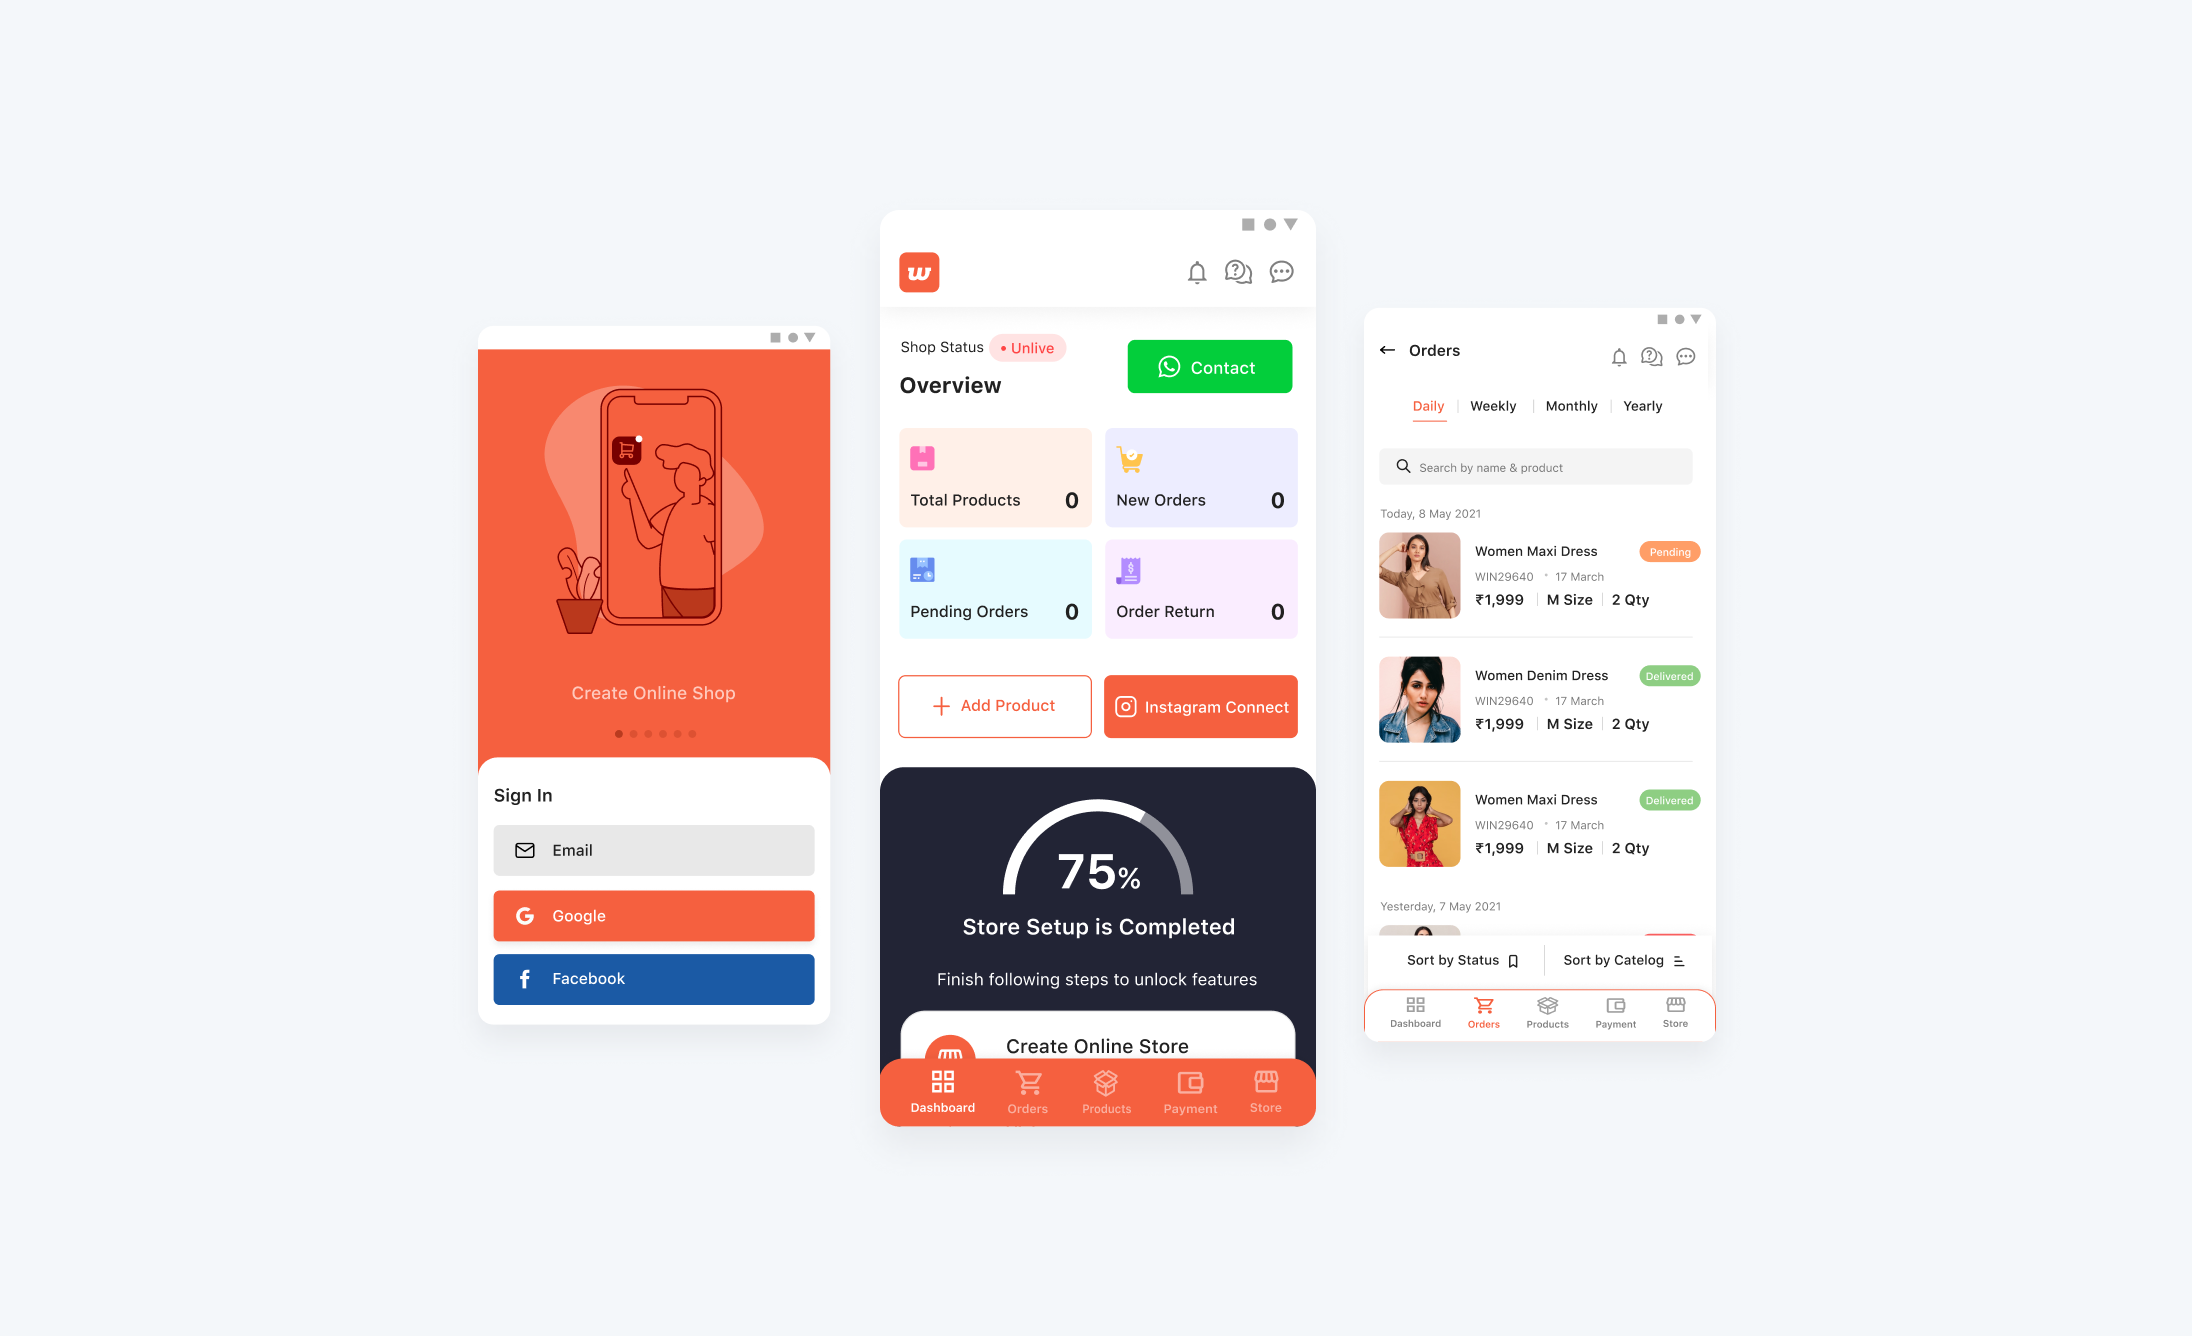 Create Online Shop
Sign In
Email
Google
Facebook
w
Shop Status • Unlive
Overview
Contact
Total Products 0
New Orders 0
Pending Orders 0
Order Return 0
Add Product
Instagram Connect
75%
Store Setup is Completed
Finish following steps to unlock features
Create Online Store
Dashboard Orders Products Payment Store
Orders
Daily Weekly Monthly Yearly
Search by name & product
Today, 8 May 2021
Women Maxi Dress Pending
WIN29640 • 17 March
₹1,999 M Size 2 Qty
Women Denim Dress Delivered
WIN29640 • 17 March
₹1,999 M Size 2 Qty
Women Maxi Dress Delivered
WIN29640 • 17 March
₹1,999 M Size 2 Qty
Yesterday, 7 May 2021
Sort by Status Sort by Catelog
Dashboard Orders Products Payment Store